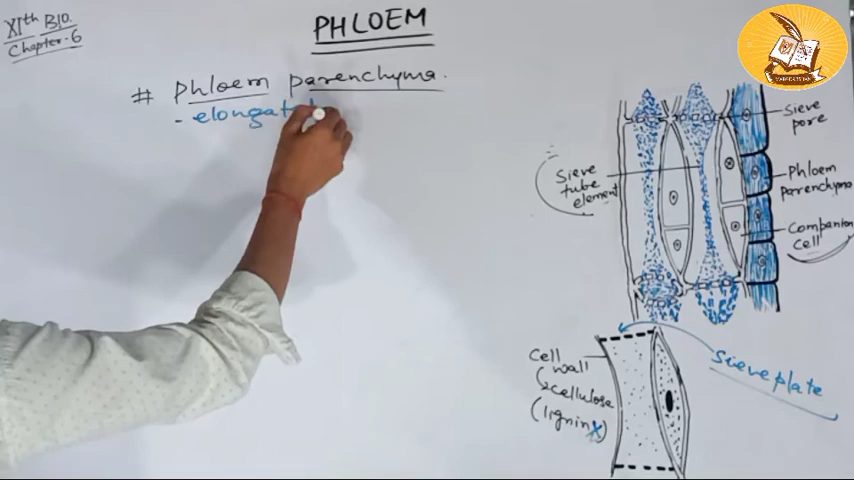 XIth BIO.
Chapter-6
PHLOEM
# Phloem parenchyma.
- elongat
Sieve
pore
Sieve
tube
element
Phloem
parenchyma
Companion
cell
Cell
wall
cellulose
(lignin X)
Sieve plate